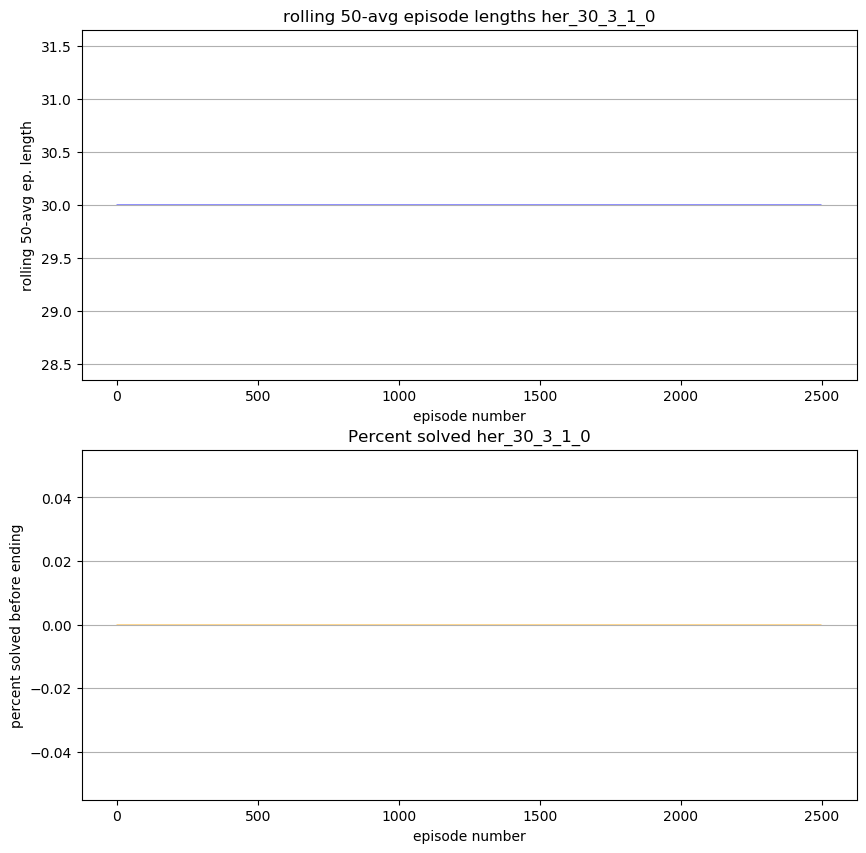 rolling 50-avg episode lengths her_30_3_1_0
rolling 50-avg ep. length
31.5
31.0
30.5
30.0
29.5
29.0
28.5
0 500 1000 1500 2000 2500
episode number
Percent solved her_30_3_1_0
percent solved before ending
0.04
0.02
0.00
−0.02
−0.04
0 500 1000 1500 2000 2500
episode number